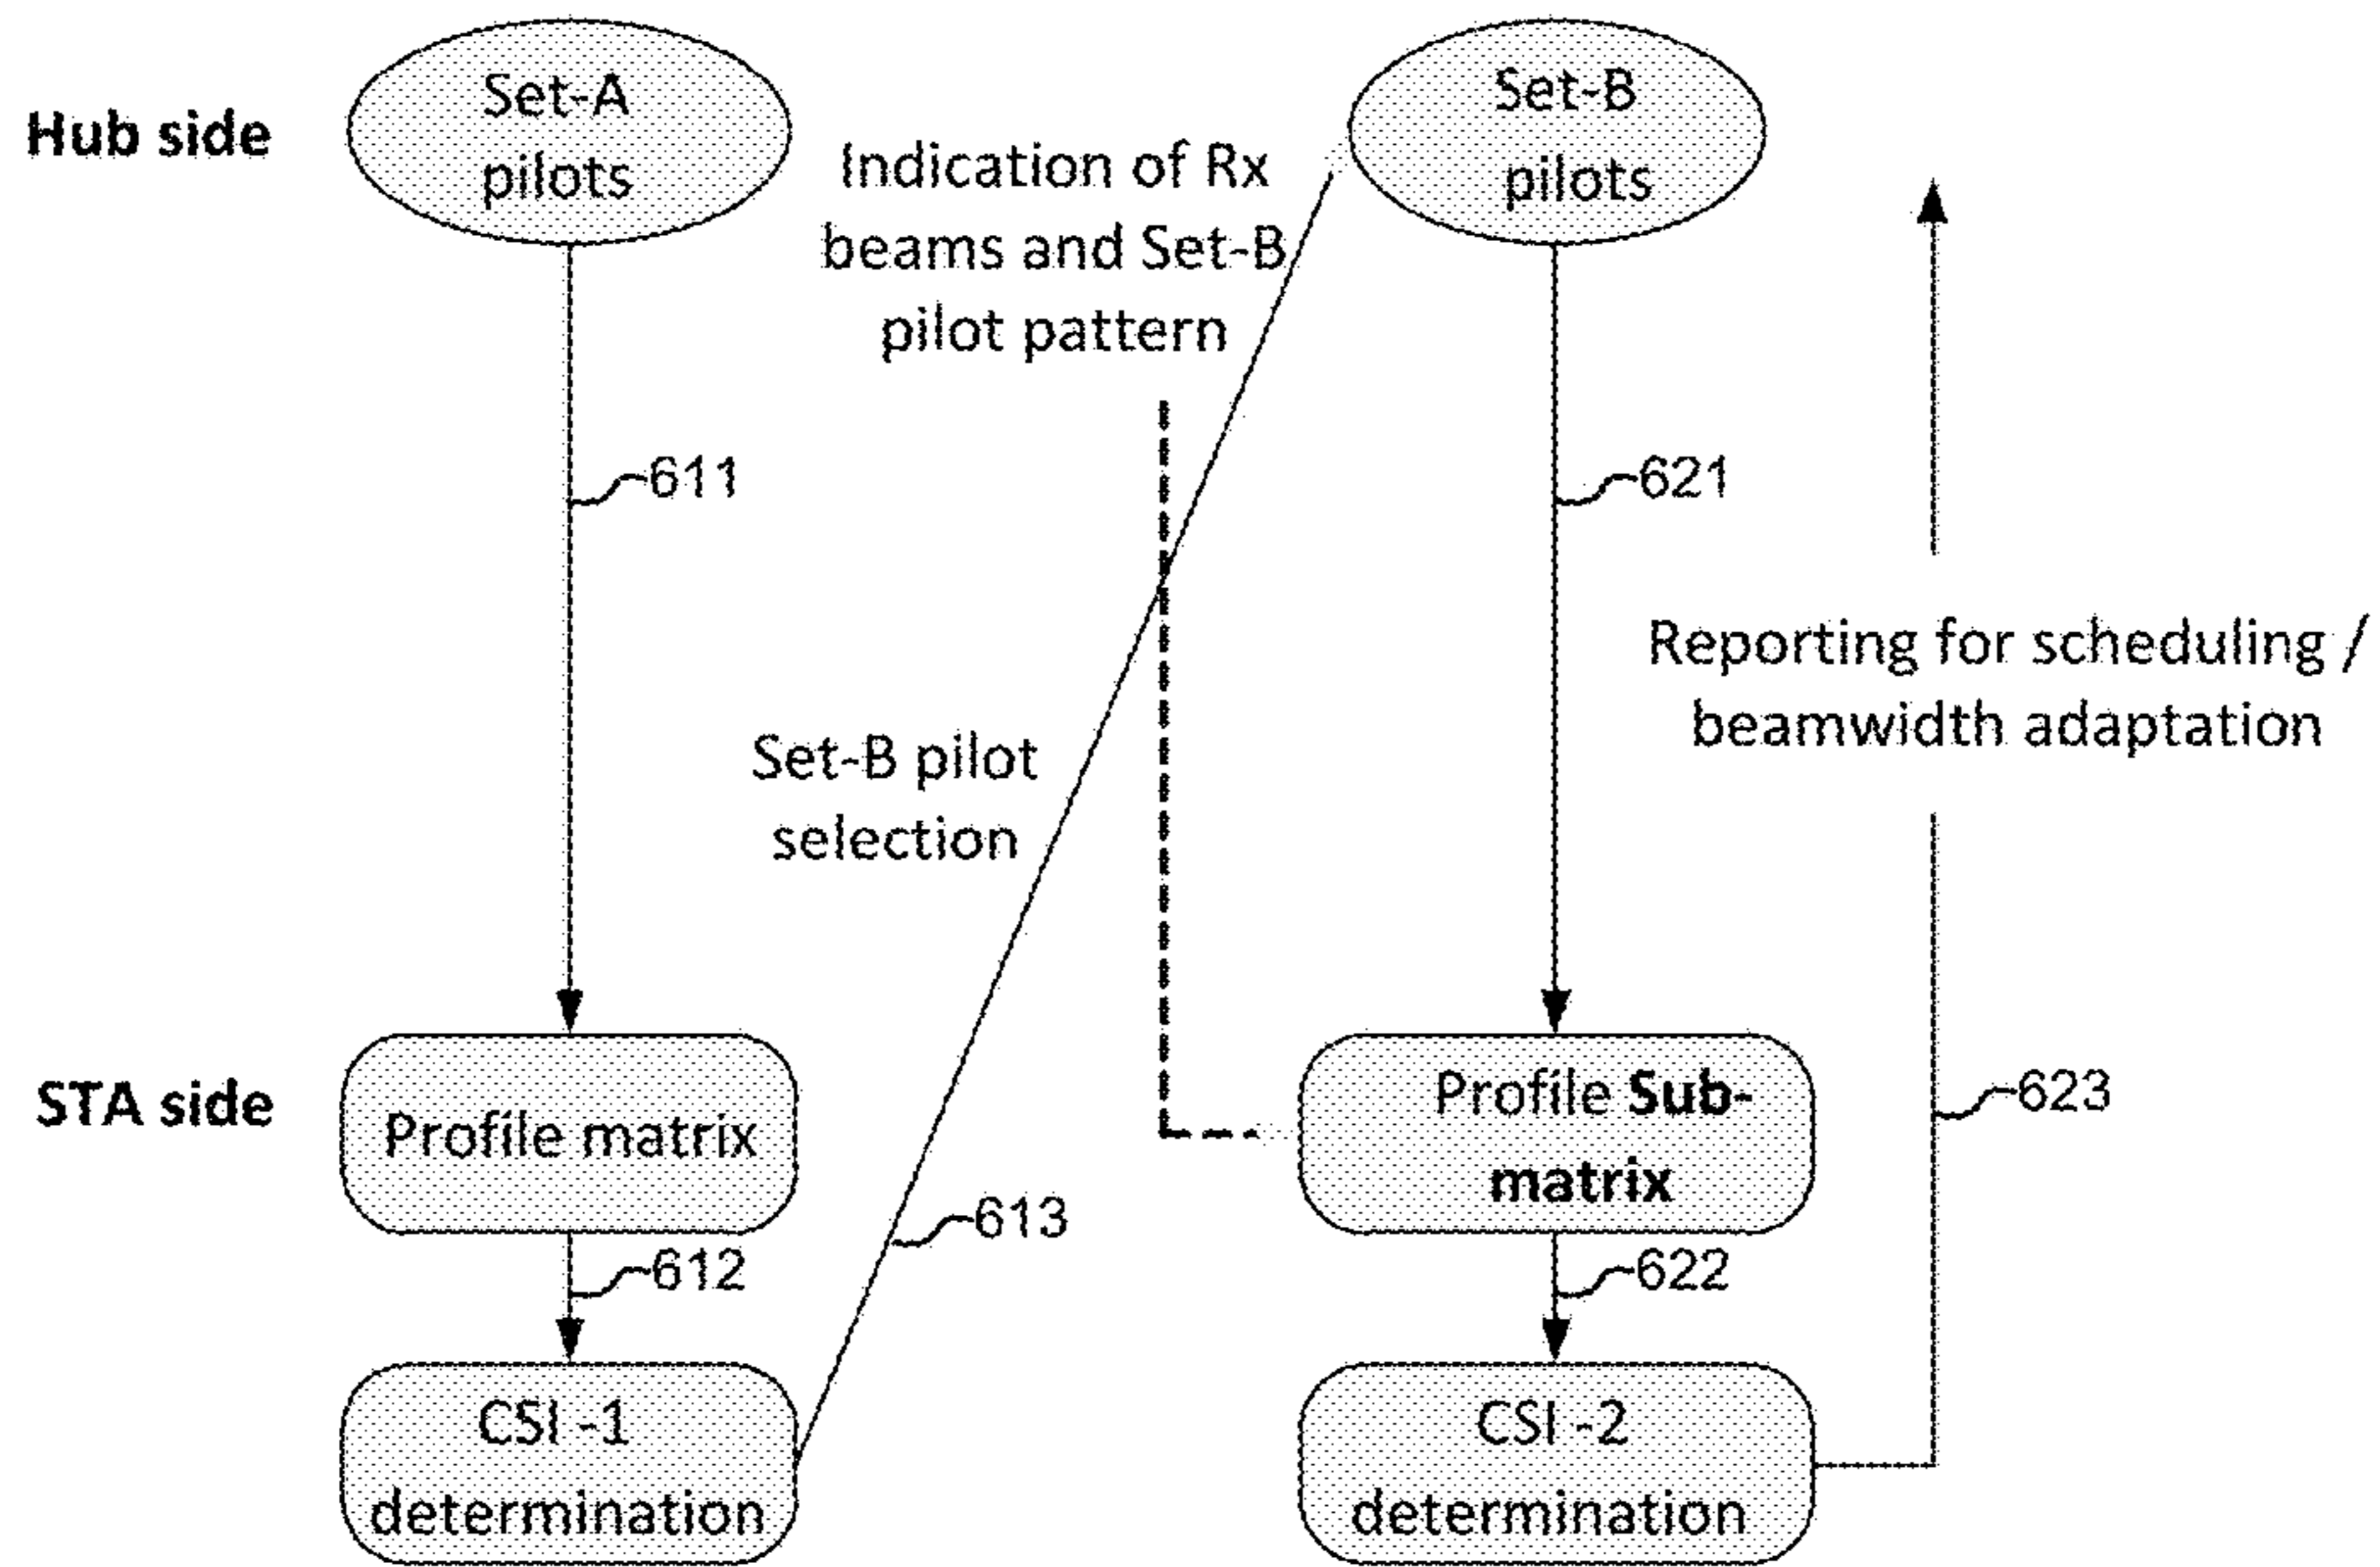 Hub side
Set-A
pilots
Indication of Rx
beams and Set-B
pilot pattern
Set-B
pilots
611
621
Reporting for scheduling /
beamwidth adaptation
Set-B pilot
selection
STA side
Profile matrix
Profile Sub-
matrix
623
613
612
622
CSI -1
determination
CSI -2
determination